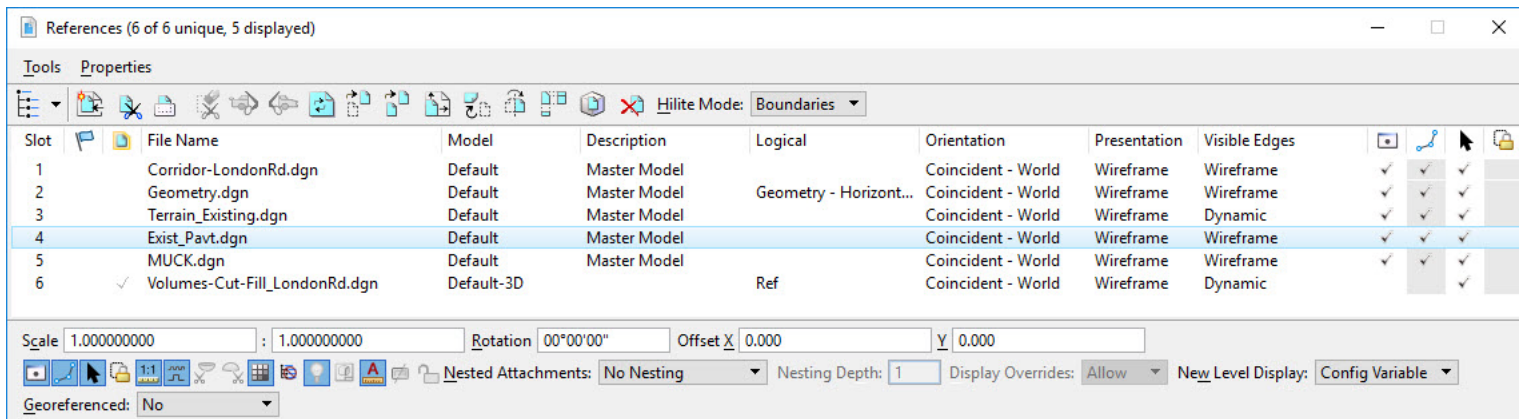 References (6 of 6 unique, 5 displayed)
Tools Properties
Hilite Mode: Boundaries
Slot File Name Model Description Logical Orientation Presentation Visible Edges
1 Corridor-LondonRd.dgn Default Master Model Coincident - World Wireframe Wireframe
2 Geometry.dgn Default Master Model Geometry - Horizont... Coincident - World Wireframe Wireframe
3 Terrain_Existing.dgn Default Master Model Coincident - World Wireframe Dynamic
4 Exist_Pavt.dgn Default Master Model Coincident - World Wireframe Wireframe
5 MUCK.dgn Default Master Model Coincident - World Wireframe Wireframe
6 Volumes-Cut-Fill_LondonRd.dgn Default-3D Ref Coincident - World Wireframe Dynamic
Scale 1.000000000 : 1.000000000 Rotation 00°00'00" Offset X 0.000 Y 0.000
1:1 A Nested Attachments: No Nesting Nesting Depth: 1 Display Overrides: Allow New Level Display: Config Variable
Georeferenced: No